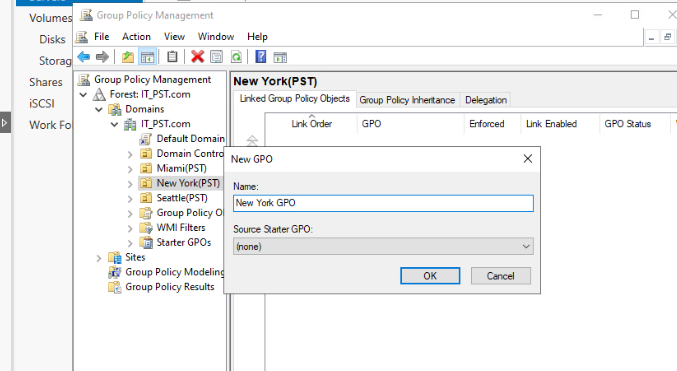 Volumes
Disks
Storag
Shares
iSCSI
Work Fo
Group Policy Management
File Action View Window Help
Group Policy Management
Forest: IT_PST.com
Domains
IT_PST.com
Default Domain
Domain Contro
Miami(PST)
New York(PST)
Seattle(PST)
Group Policy O
WMI Filters
Starter GPOs
Sites
Group Policy Modeling
Group Policy Results
New York(PST)
Linked Group Policy Objects Group Policy Inheritance Delegation
Link Order GPO Enforced Link Enabled GPO Status
New GPO
Name:
New York GPO
Source Starter GPO:
(none)
OK Cancel